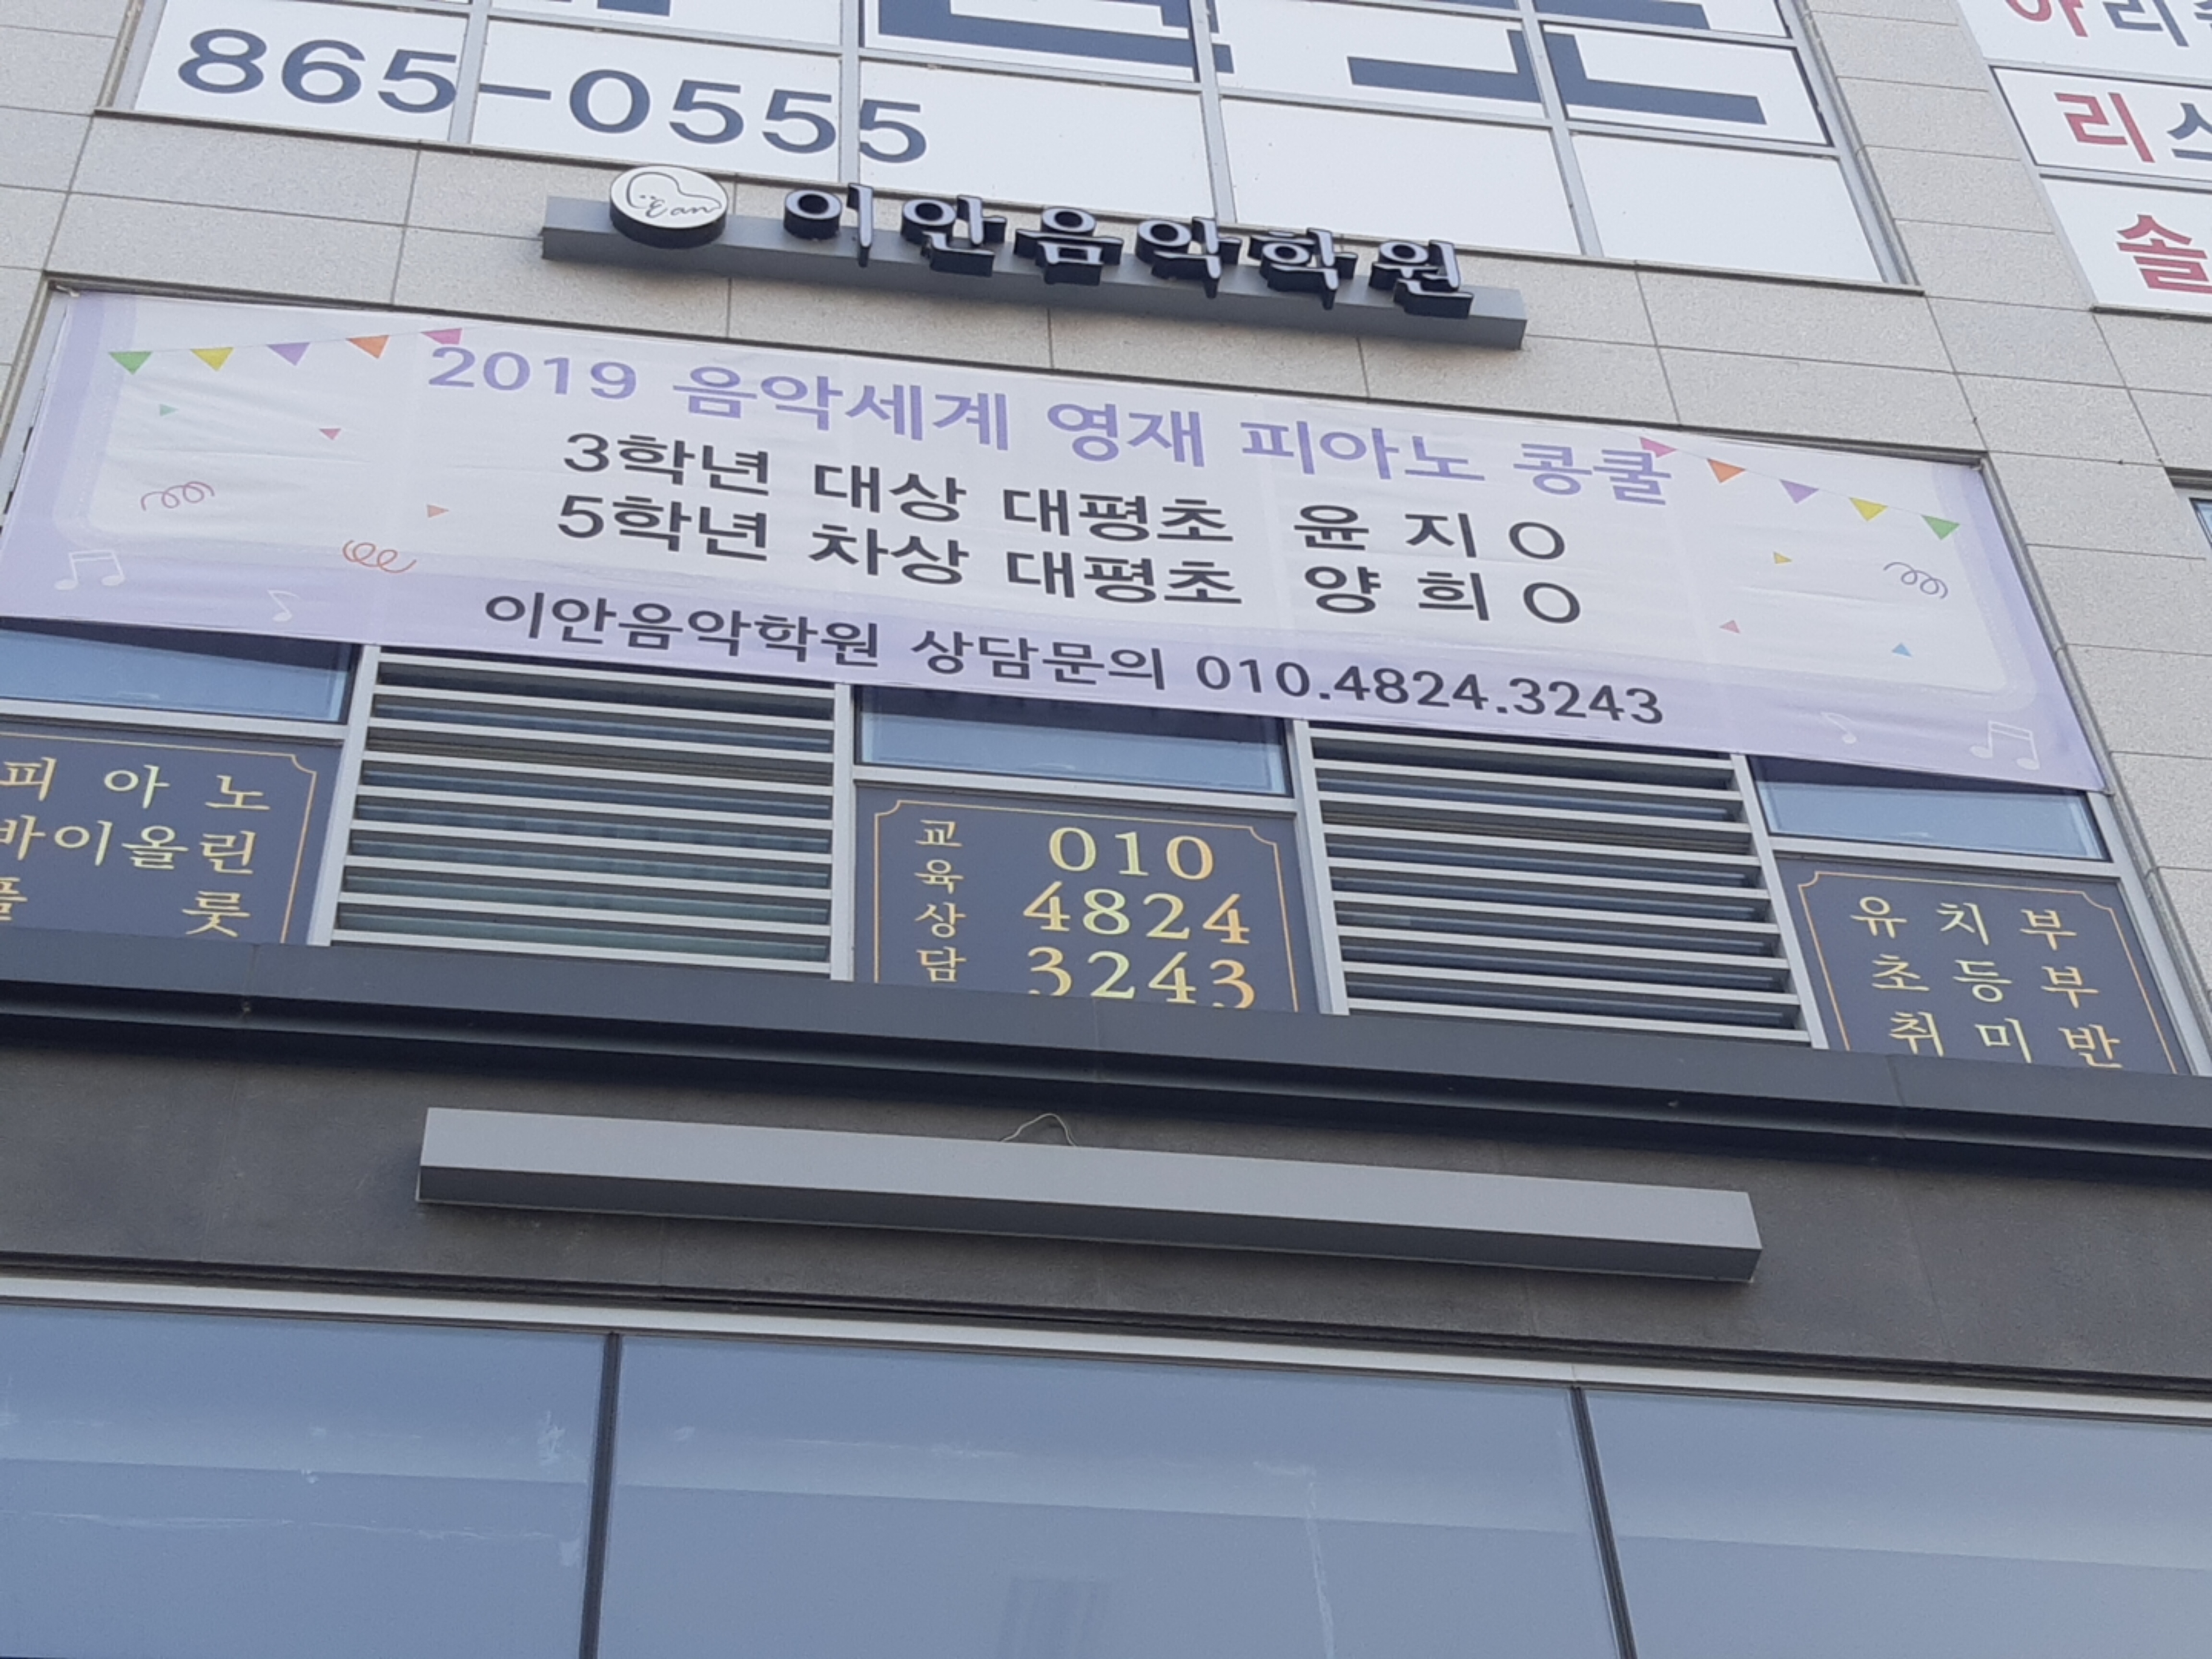 865-0555
Ean
이안음악학원
2019 음악세계 영재 피아노 콩쿨
3학년 대상 대평초 윤 지 O
5학년 차상 대평초 양 희 O
이안음악학원 상담문의 010.4824.3243
피 아 노
바이올린
플 룻
교육상담
010
4824
3243
유 치 부
초 등 부
취 미 반
리
솔